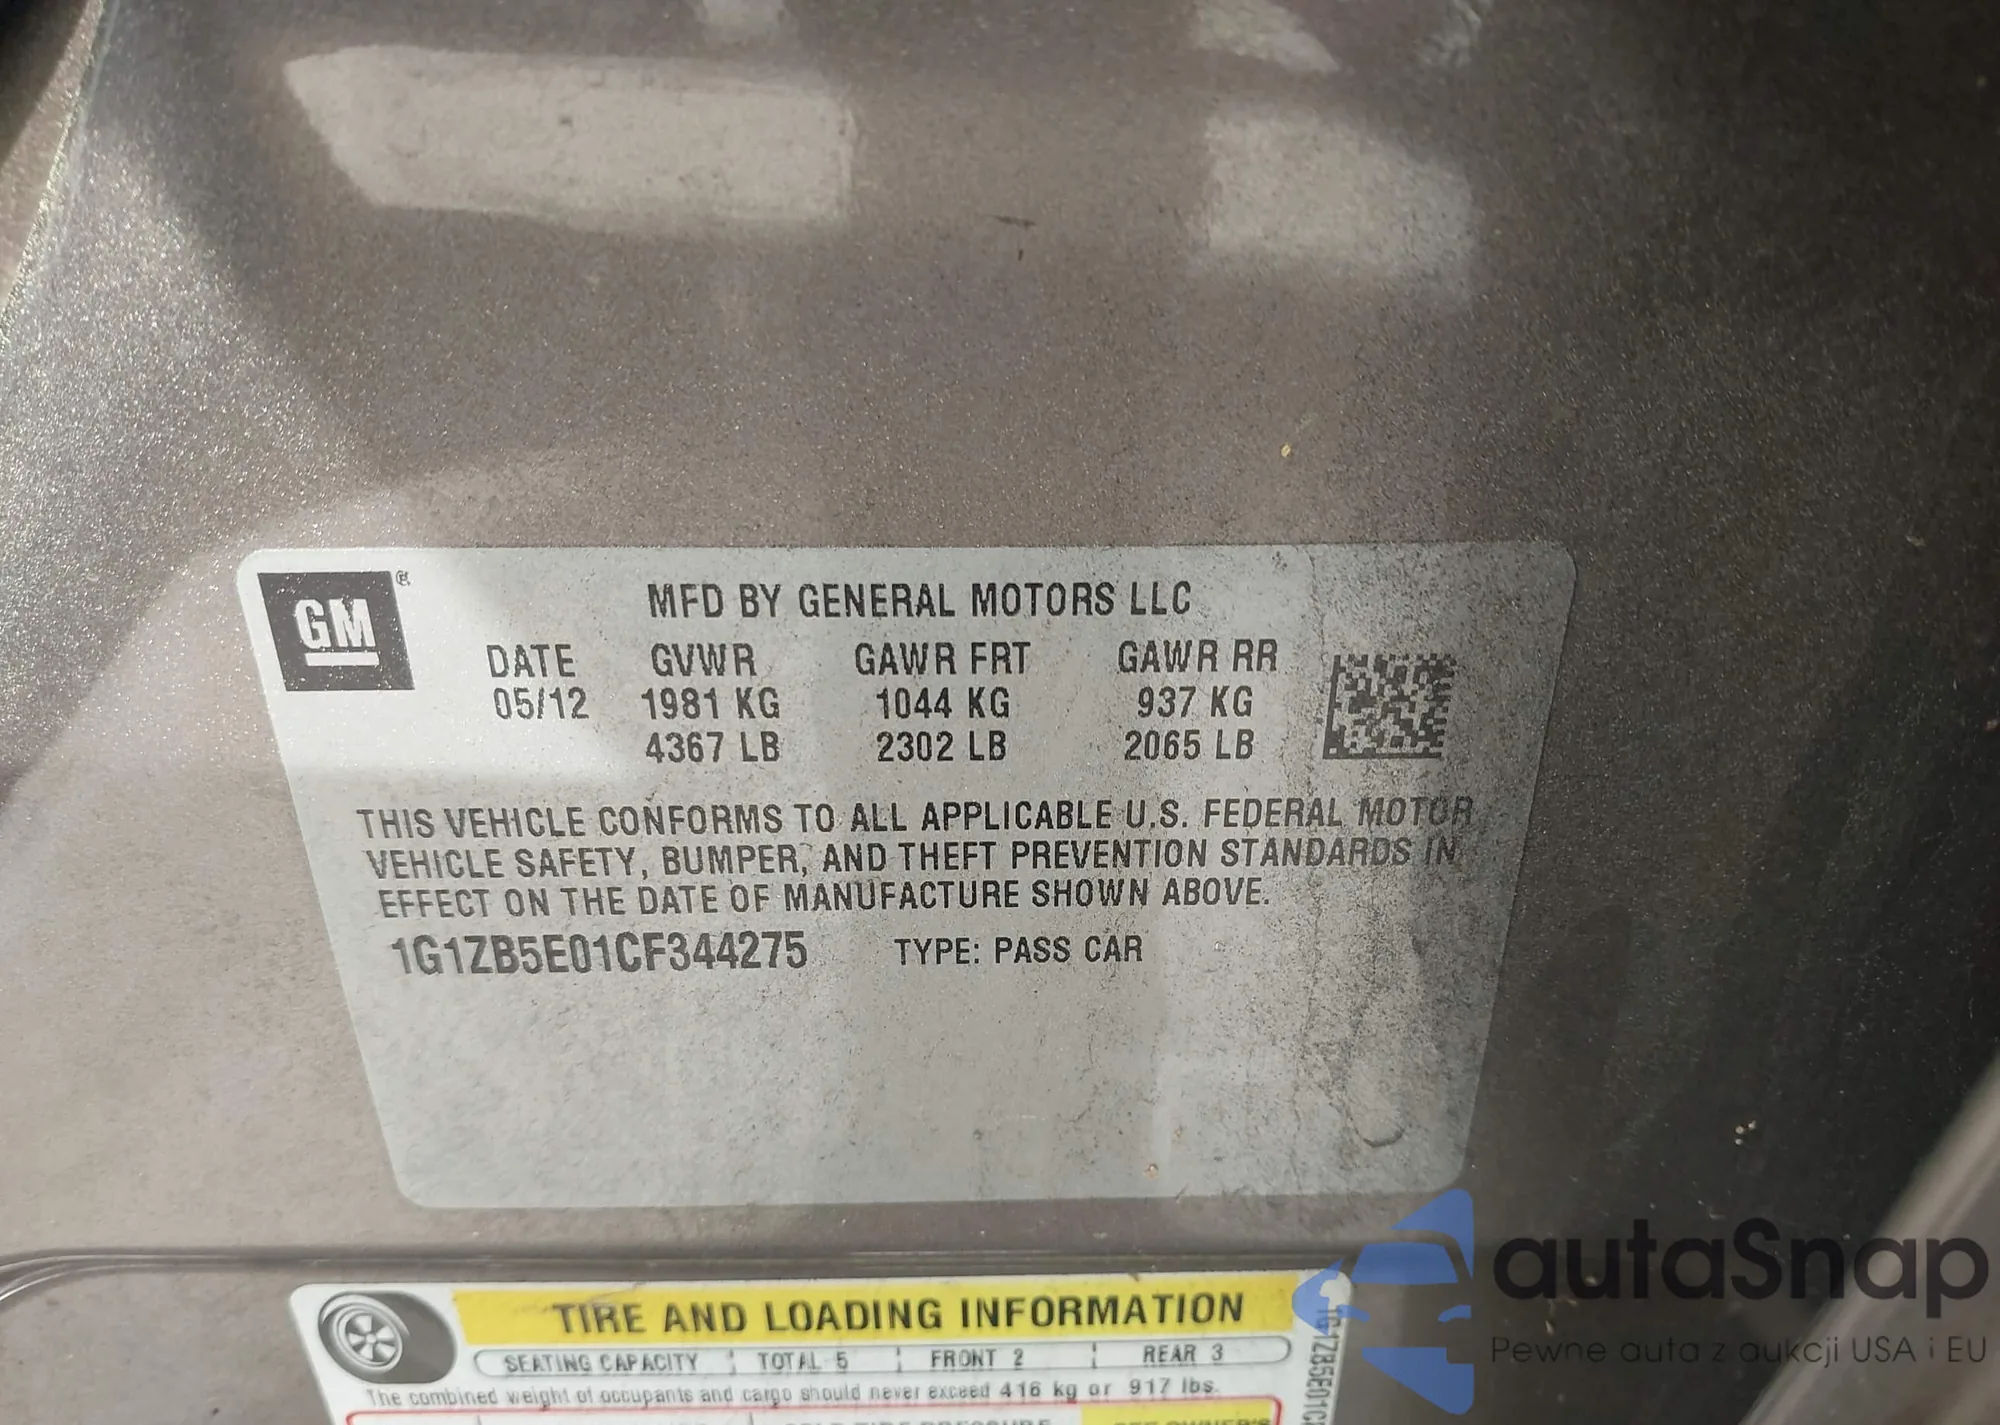 GM ®
MFD BY GENERAL MOTORS LLC
DATE GVWR GAWR FRT GAWR RR
05/12 1981 KG 1044 KG 937 KG
4367 LB 2302 LB 2065 LB
THIS VEHICLE CONFORMS TO ALL APPLICABLE U.S. FEDERAL MOTOR
VEHICLE SAFETY, BUMPER, AND THEFT PREVENTION STANDARDS IN
EFFECT ON THE DATE OF MANUFACTURE SHOWN ABOVE.
1G1ZB5E01CF344275 TYPE: PASS CAR
TIRE AND LOADING INFORMATION
SEATING CAPACITY TOTAL 5 FRONT 2 REAR 3
The combined weight of occupants and cargo should never exceed 416 kg or 917 lbs.
1G1ZB5E01C
autaSnap
Pewne auta z aukcji USA i EU